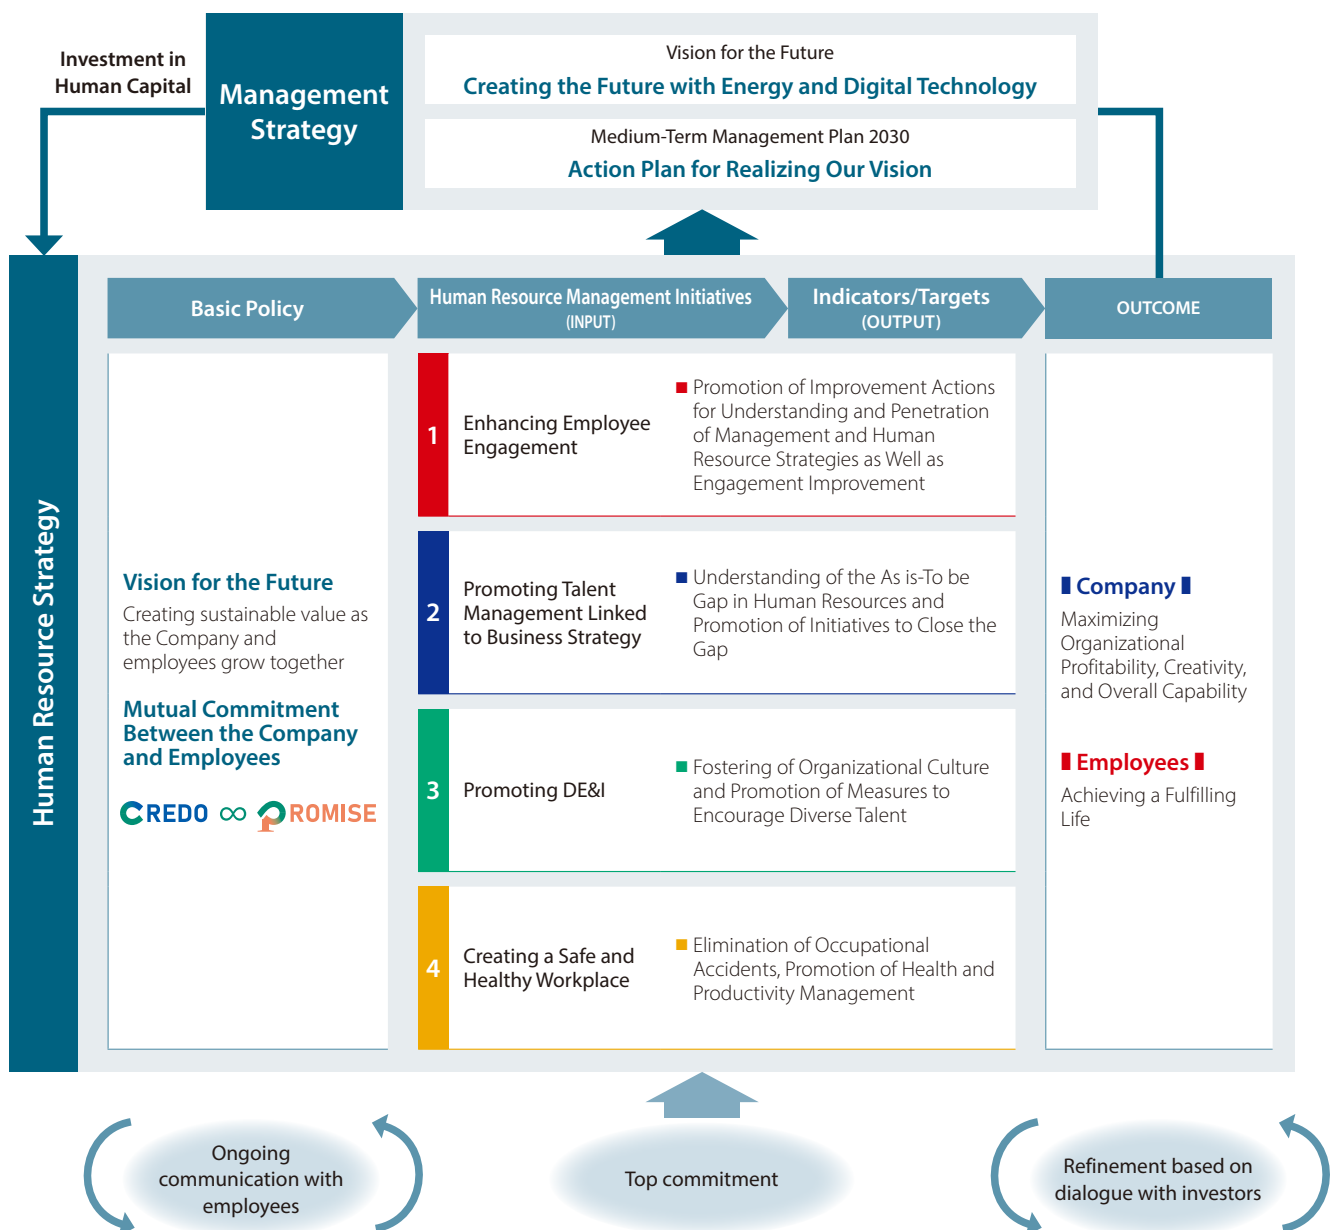 Investment in
Human Capital
Management
Strategy
Vision for the Future
Creating the Future with Energy and Digital Technology
Medium-Term Management Plan 2030
Action Plan for Realizing Our Vision
Human Resource Strategy
Basic Policy
Human Resource Management Initiatives
(INPUT)
Indicators/Targets
(OUTPUT)
OUTCOME
Vision for the Future
Creating sustainable value as
the Company and
employees grow together
Mutual Commitment
Between the Company
and Employees
CREDO ∞ PROMISE
1
Enhancing Employee
Engagement
■ Promotion of Improvement Actions
for Understanding and Penetration
of Management and Human
Resource Strategies as Well as
Engagement Improvement
2
Promoting Talent
Management Linked
to Business Strategy
■ Understanding of the As is-To be
Gap in Human Resources and
Promotion of Initiatives to Close the
Gap
3
Promoting DE&I
■ Fostering of Organizational Culture
and Promotion of Measures to
Encourage Diverse Talent
4
Creating a Safe and
Healthy Workplace
■ Elimination of Occupational
Accidents, Promotion of Health and
Productivity Management
Company
Maximizing
Organizational
Profitability, Creativity,
and Overall Capability
Employees
Achieving a Fulfilling
Life
Ongoing
communication with
employees
Top commitment
Refinement based on
dialogue with investors